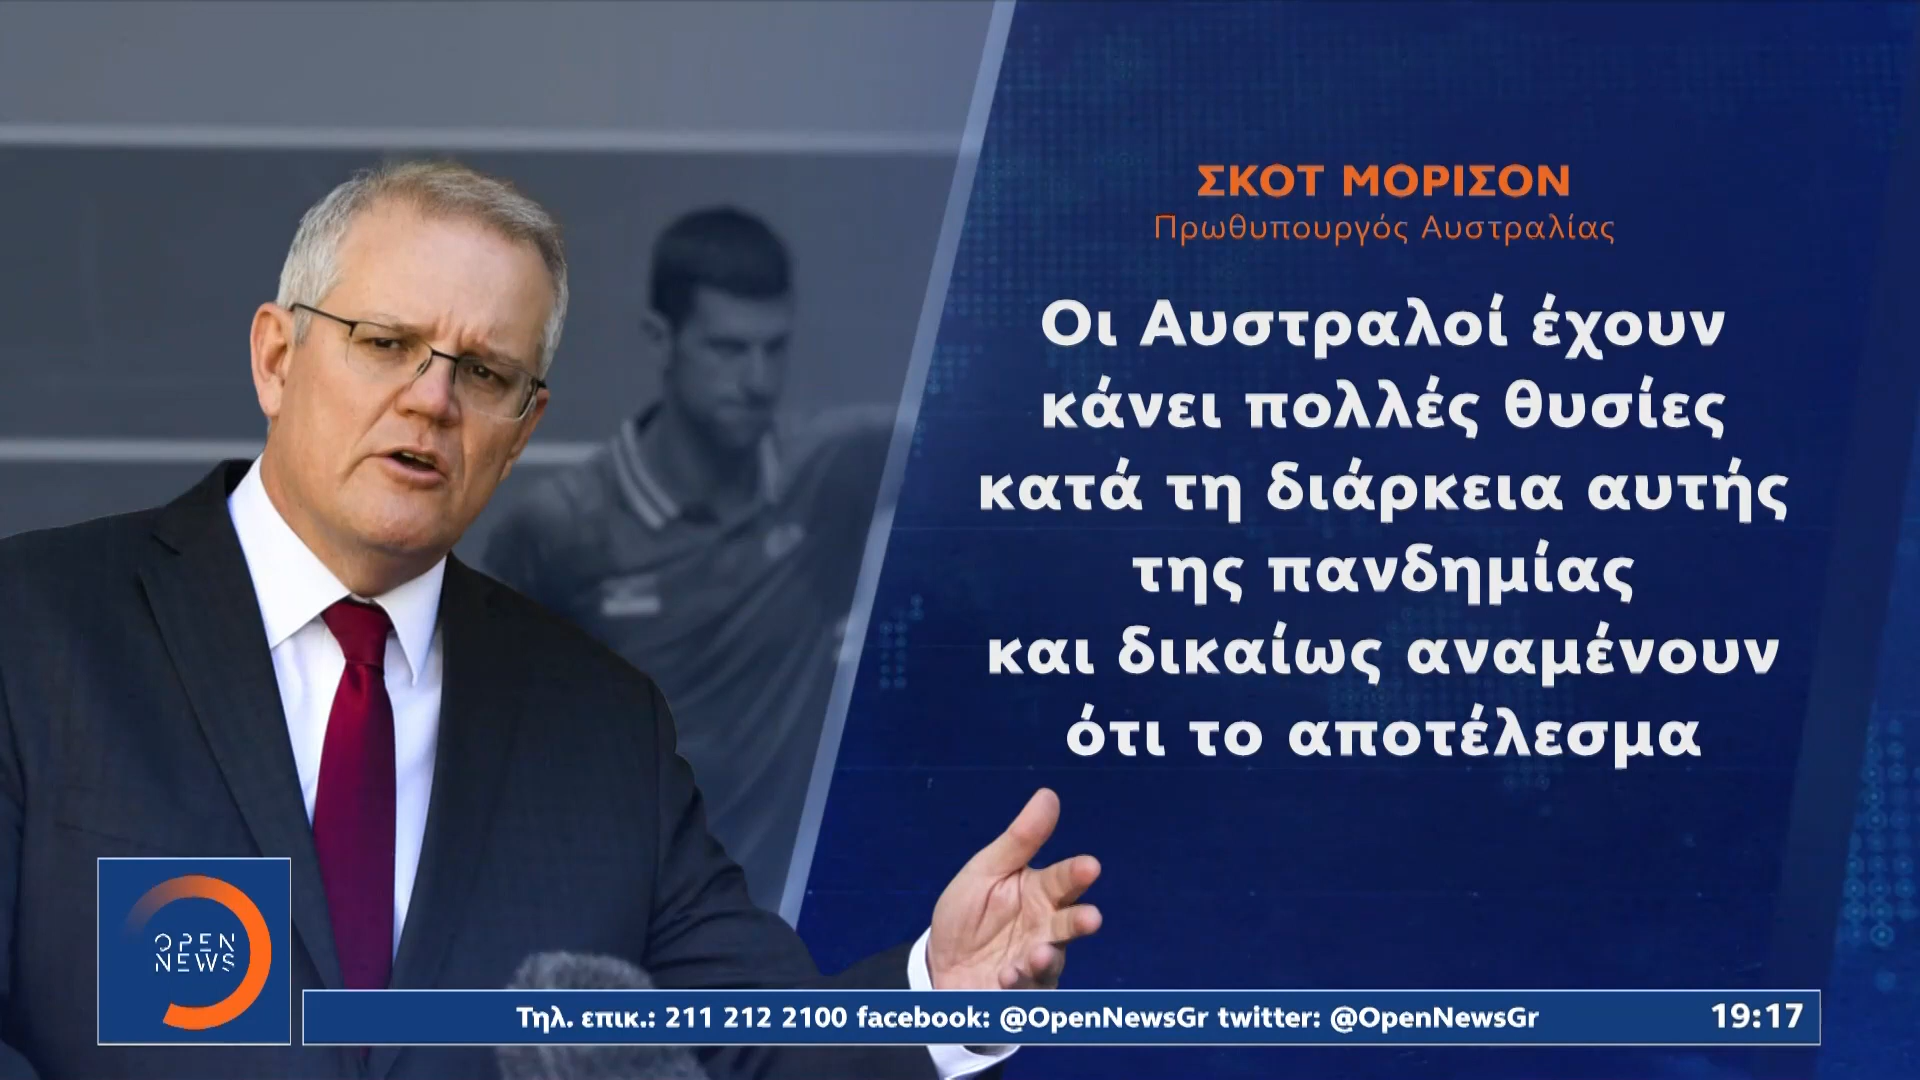 ΣΚΟΤ ΜΟΡΙΣΟΝ
Πρωθυπουργός Αυστραλίας
Οι Αυστραλοί έχουν
κάνει πολλές θυσίες
κατά τη διάρκεια αυτής
της πανδημίας
και δικαίως αναμένουν
ότι το αποτέλεσμα
OPEN
NEWS
Τηλ. επικ.: 211 212 2100 facebook: @OpenNewsGr twitter: @OpenNewsGr
19:17